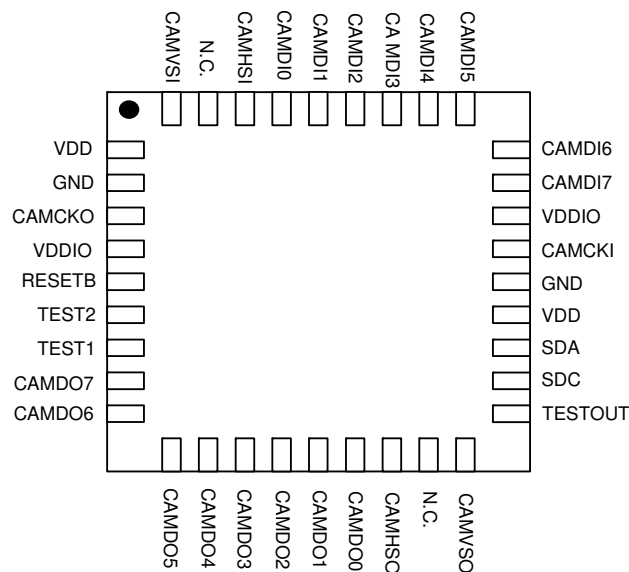 CAMVSI
N.C.
CAMHSI
CAMDI0
CAMDI1
CAMDI2
CA MDI3
CAMDI4
CAMDI5
VDD
GND
CAMCKO
VDDIO
RESETB
TEST2
TEST1
CAMDO7
CAMDO6
CAMDI6
CAMDI7
VDDIO
CAMCKI
GND
VDD
SDA
SDC
TESTOUT
CAMDO5
CAMDO4
CAMDO3
CAMDO2
CAMDO1
CAMDO0
CAMHSO
N.C.
CAMVSO